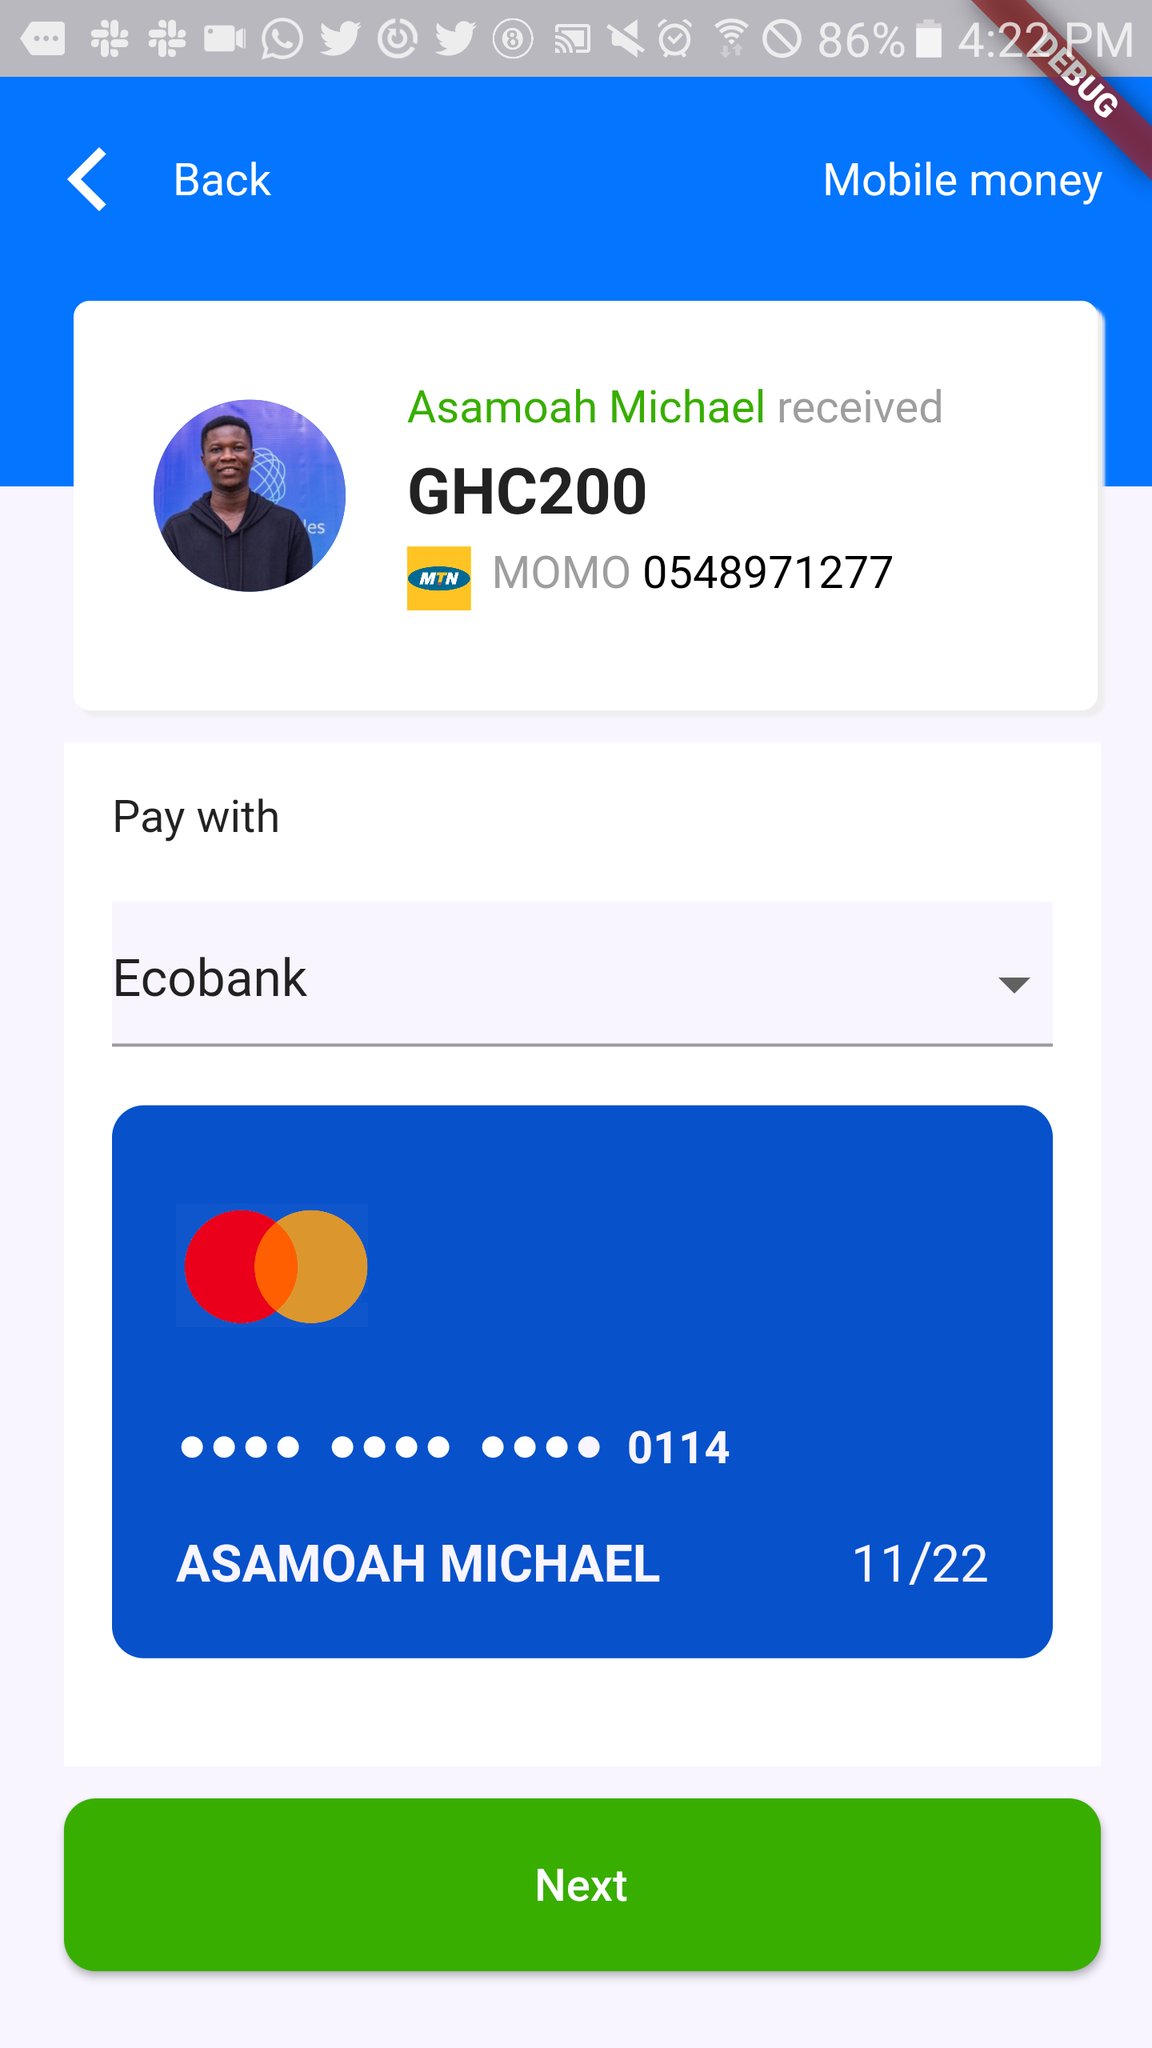 86% 4:22 PM
DEBUG
Back
Mobile money
Asamoah Michael received
GHC200
les
MTN
MOMO 0548971277
Pay with
Ecobank
•••• •••• •••• 0114
ASAMOAH MICHAEL
11/22
Next